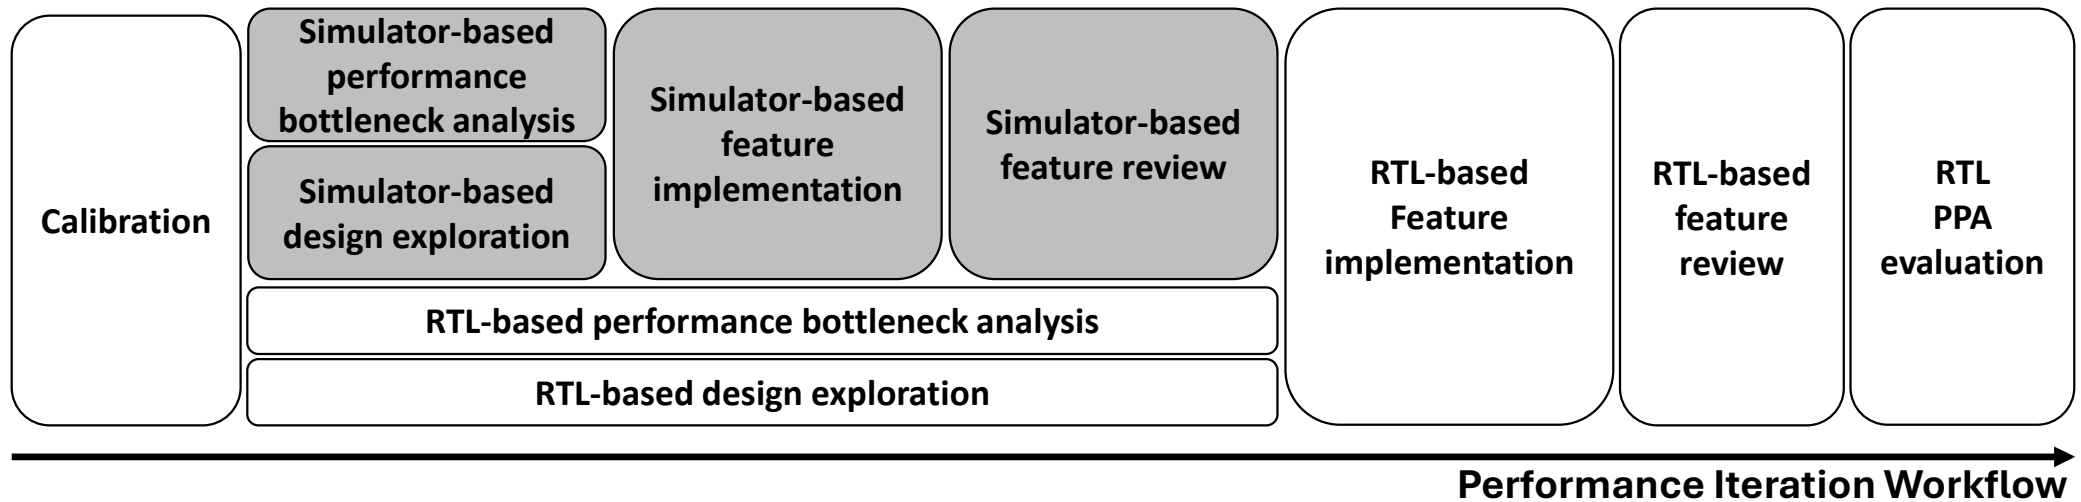 Calibration
Simulator-based
performance
bottleneck analysis
Simulator-based
design exploration
Simulator-based
feature
implementation
Simulator-based
feature review
RTL-based performance bottleneck analysis
RTL-based design exploration
RTL-based
Feature
implementation
RTL-based
feature
review
RTL
PPA
evaluation
Performance Iteration Workflow